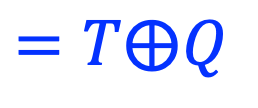 = T⊕Q